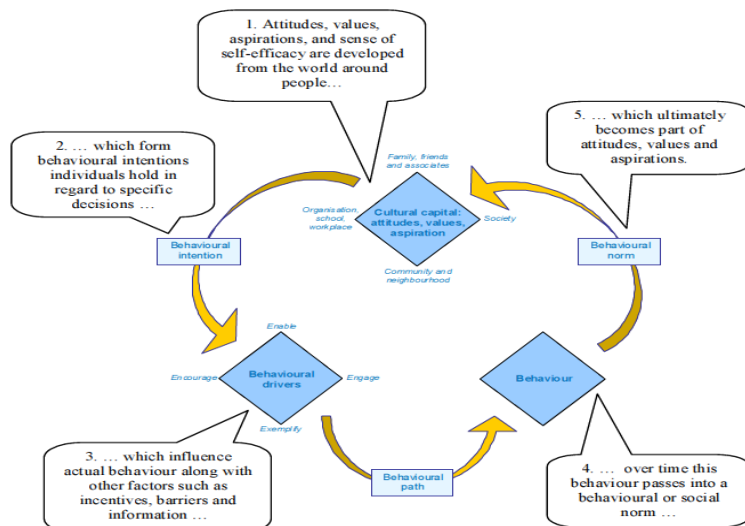 1. Attitudes, values,
aspirations, and sense of
self-efficacy are developed
from the world around
people…
2. … which form
behavioural intentions
individuals hold in
regard to specific
decisions …
5. … which ultimately
becomes part of
attitudes, values and
aspirations.
Family, friends
and associates
Organisation,
school,
workplace
Cultural capital:
attitudes, values,
aspiration
Society
Community and
neighbourhood
Behavioural
intention
Behavioural
norm
Enable
Encourage
Behavioural
drivers
Engage
Exemplify
Behaviour
3. … which influence
actual behaviour along with
other factors such as
incentives, barriers and
information …
Behavioural
path
4. … over time this
behaviour passes into a
behavioural or social
norm …